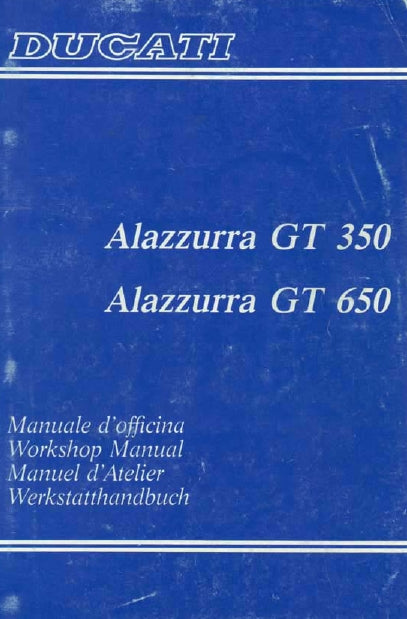 DUCATI
Alazzurra GT 350
Alazzurra GT 650
Manuale d'officina
Workshop Manual
Manuel d'Atelier
Werkstatthandbuch